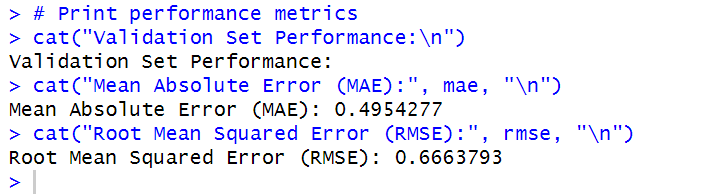 > # Print performance metrics
> cat("Validation Set Performance:\n")
Validation Set Performance:
> cat("Mean Absolute Error (MAE):", mae, "\n")
Mean Absolute Error (MAE): 0.4954277
> cat("Root Mean Squared Error (RMSE):", rmse, "\n")
Root Mean Squared Error (RMSE): 0.6663793
>